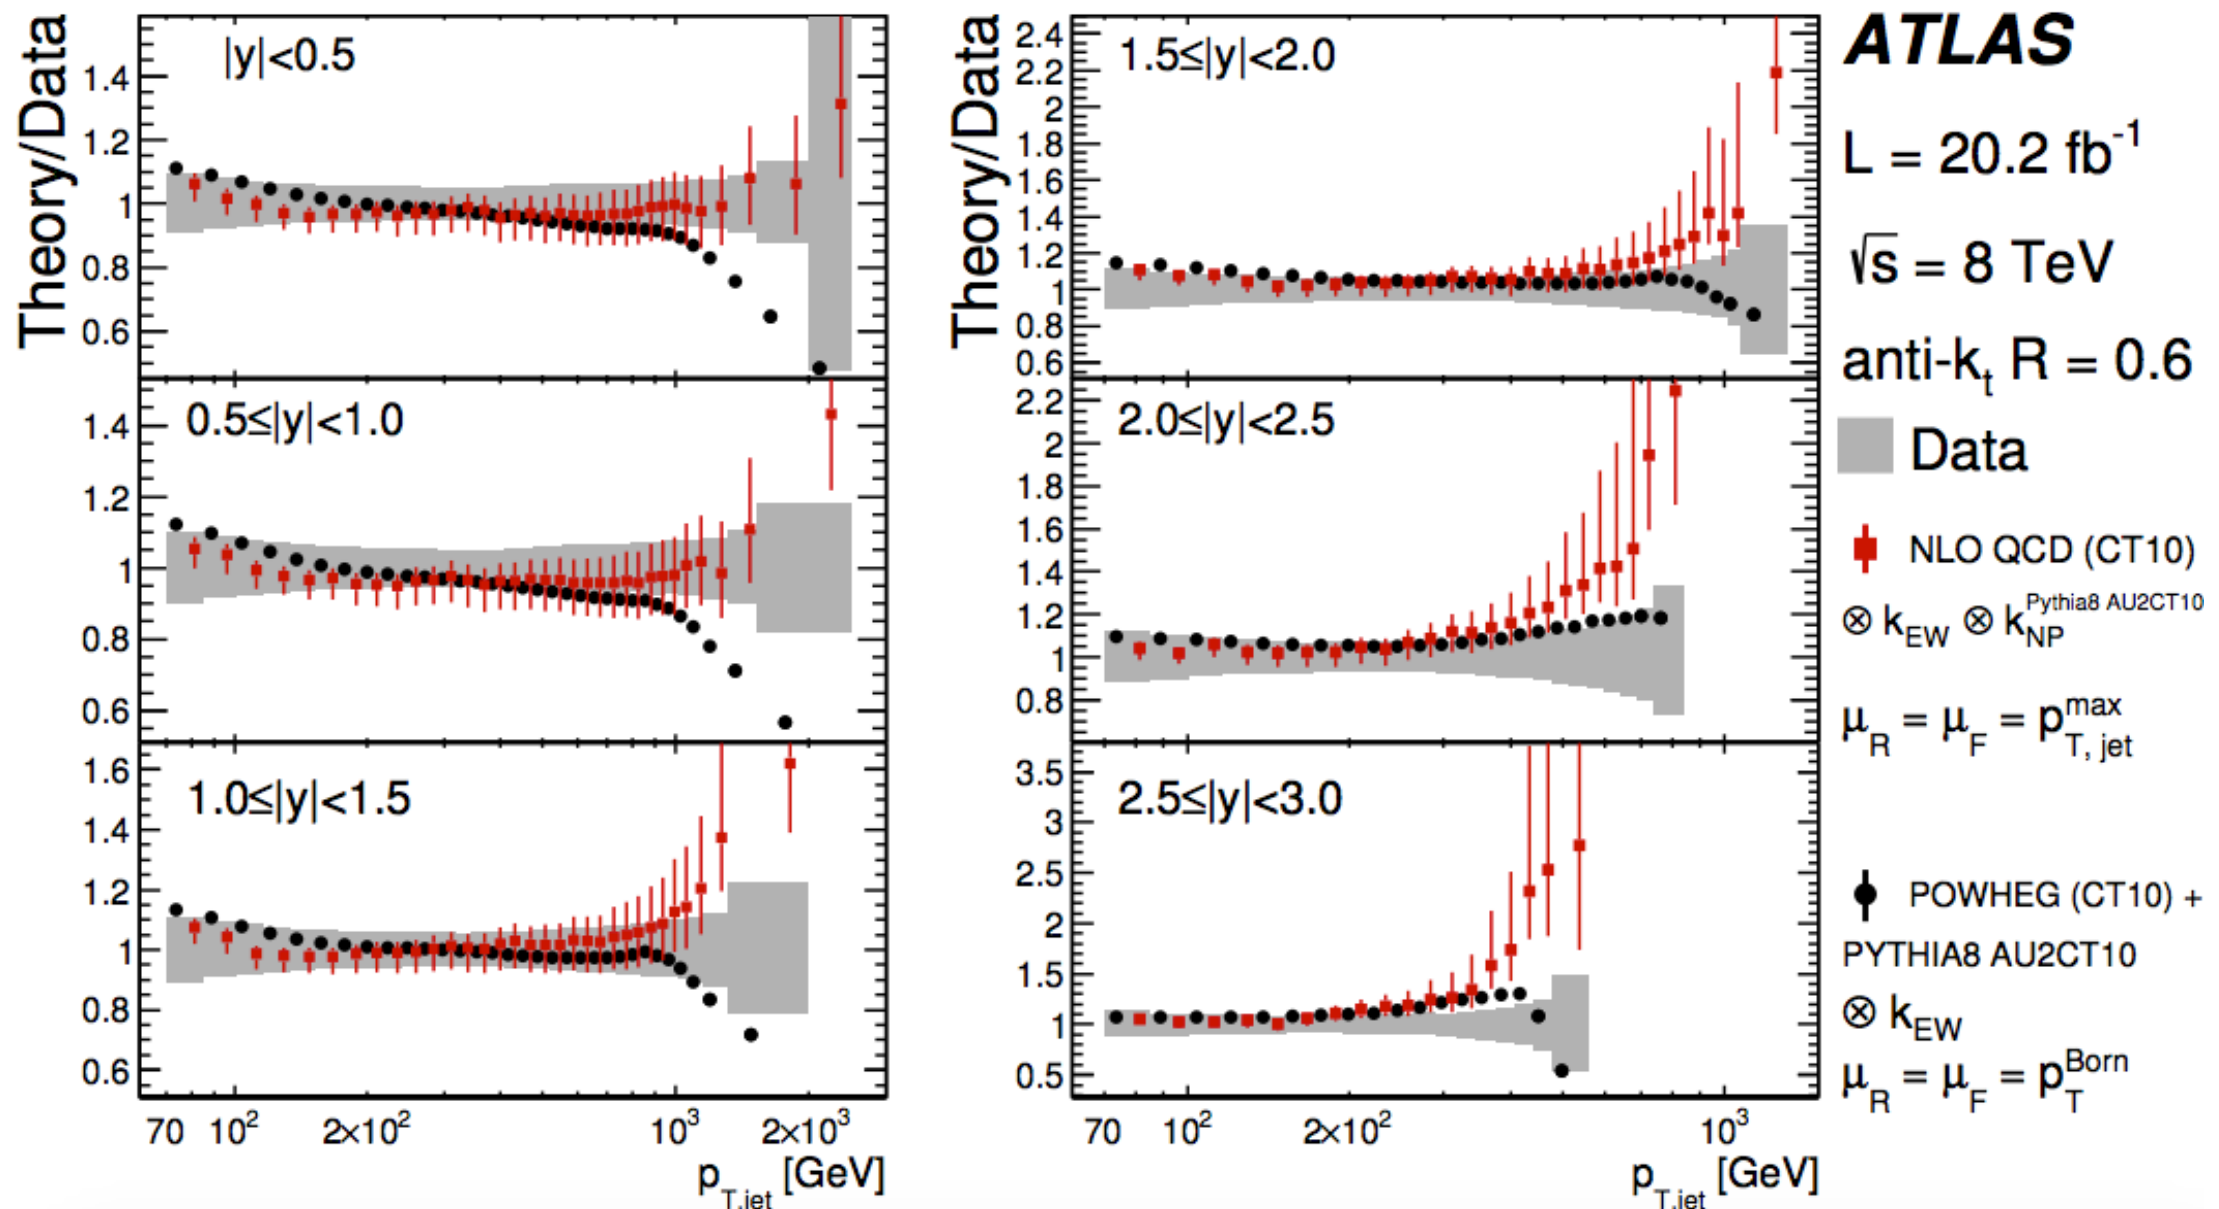 Theory/Data
|y|<0.5
1.4
1.2
1
0.8
0.6
0.5≤|y|<1.0
1.4
1.2
1
0.8
0.6
1.0≤|y|<1.5
1.6
1.4
1.2
1
0.8
0.6
70 10² 2×10² 10³ 2×10³
p_T,jet [GeV]
Theory/Data
1.5≤|y|<2.0
2.4
2.2
2
1.8
1.6
1.4
1.2
1
0.8
0.6
2.0≤|y|<2.5
2.2
2
1.8
1.6
1.4
1.2
1
0.8
2.5≤|y|<3.0
3.5
3
2.5
2
1.5
1
0.5
70 10² 2×10² 10³
p_T,jet [GeV]
ATLAS
L = 20.2 fb⁻¹
√s = 8 TeV
anti-k_t R = 0.6
Data
NLO QCD (CT10)
⊗ k_EW ⊗ k_NP^Pythia8 AU2CT10
μ_R = μ_F = p_T, jet^max
POWHEG (CT10) +
PYTHIA8 AU2CT10
⊗ k_EW
μ_R = μ_F = p_T^Born